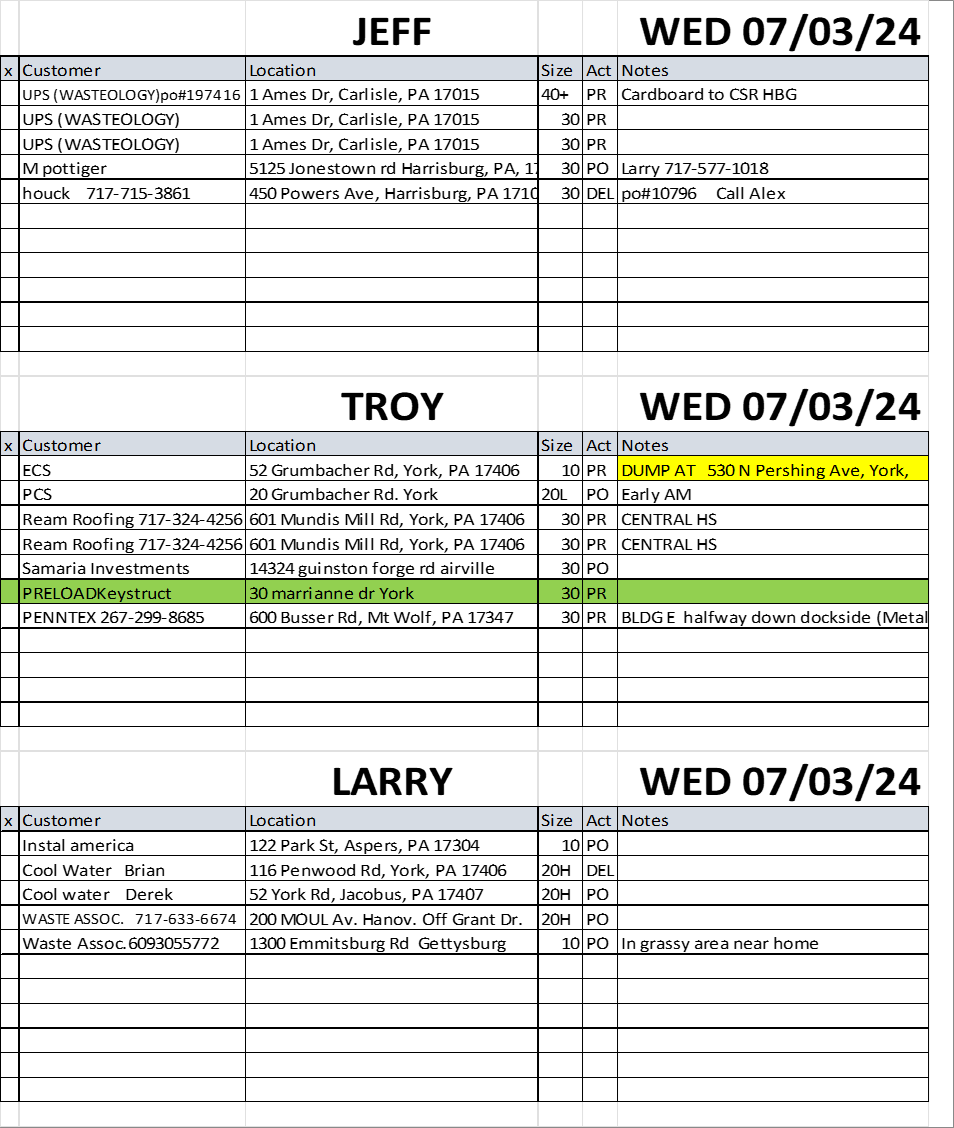 JEFF WED 07/03/24
x Customer Location Size Act Notes
UPS (WASTEOLOGY)po#197416 1 Ames Dr, Carlisle, PA 17015 40+ PR Cardboard to CSR HBG
UPS (WASTEOLOGY) 1 Ames Dr, Carlisle, PA 17015 30 PR
UPS (WASTEOLOGY) 1 Ames Dr, Carlisle, PA 17015 30 PR
M pottiger 5125 Jonestown rd Harrisburg, PA, 17 30 PO Larry 717-577-1018
houck 717-715-3861 450 Powers Ave, Harrisburg, PA 1710 30 DEL po#10796 Call Alex
TROY WED 07/03/24
x Customer Location Size Act Notes
ECS 52 Grumbacher Rd, York, PA 17406 10 PR DUMP AT 530 N Pershing Ave, York,
PCS 20 Grumbacher Rd. York 20L PO Early AM
Ream Roofing 717-324-4256 601 Mundis Mill Rd, York, PA 17406 30 PR CENTRAL HS
Ream Roofing 717-324-4256 601 Mundis Mill Rd, York, PA 17406 30 PR CENTRAL HS
Samaria Investments 14324 guinston forge rd airville 30 PO
PRELOADKeystruct 30 marrianne dr York 30 PR
PENNTEX 267-299-8685 600 Busser Rd, Mt Wolf, PA 17347 30 PR BLDG E halfway down dockside (Metal
LARRY WED 07/03/24
x Customer Location Size Act Notes
Instal america 122 Park St, Aspers, PA 17304 10 PO
Cool Water Brian 116 Penwood Rd, York, PA 17406 20H DEL
Cool water Derek 52 York Rd, Jacobus, PA 17407 20H PO
WASTE ASSOC. 717-633-6674 200 MOUL Av. Hanov. Off Grant Dr. 20H PO
Waste Assoc.6093055772 1300 Emmitsburg Rd Gettysburg 10 PO In grassy area near home